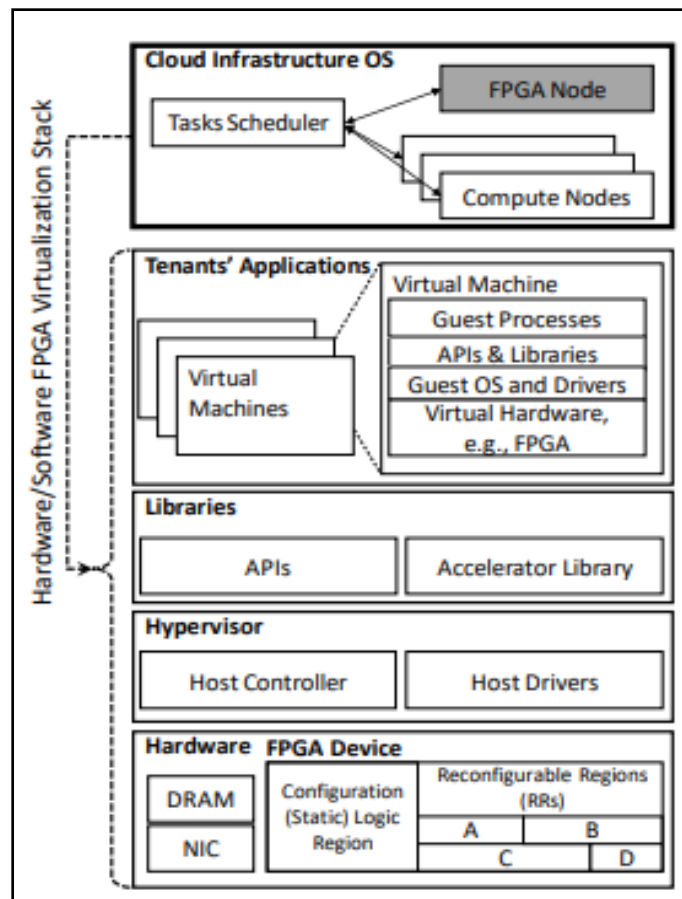 Hardware/Software FPGA Virtualization Stack
Cloud Infrastructure OS
FPGA Node
Tasks Scheduler
Compute Nodes
Tenants' Applications
Virtual
Machines
Virtual Machine
Guest Processes
APIs & Libraries
Guest OS and Drivers
Virtual Hardware,
e.g., FPGA
Libraries
APIs
Accelerator Library
Hypervisor
Host Controller
Host Drivers
Hardware
DRAM
NIC
FPGA Device
Configuration
(Static) Logic
Region
Reconfigurable Regions
(RRs)
A
B
C
D